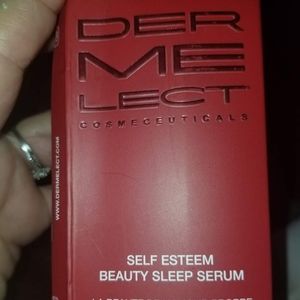 DER
ME
LECT
COSMECEUTICALS
WWW.DERMELECT.COM
SELF ESTEEM
BEAUTY SLEEP SERUM